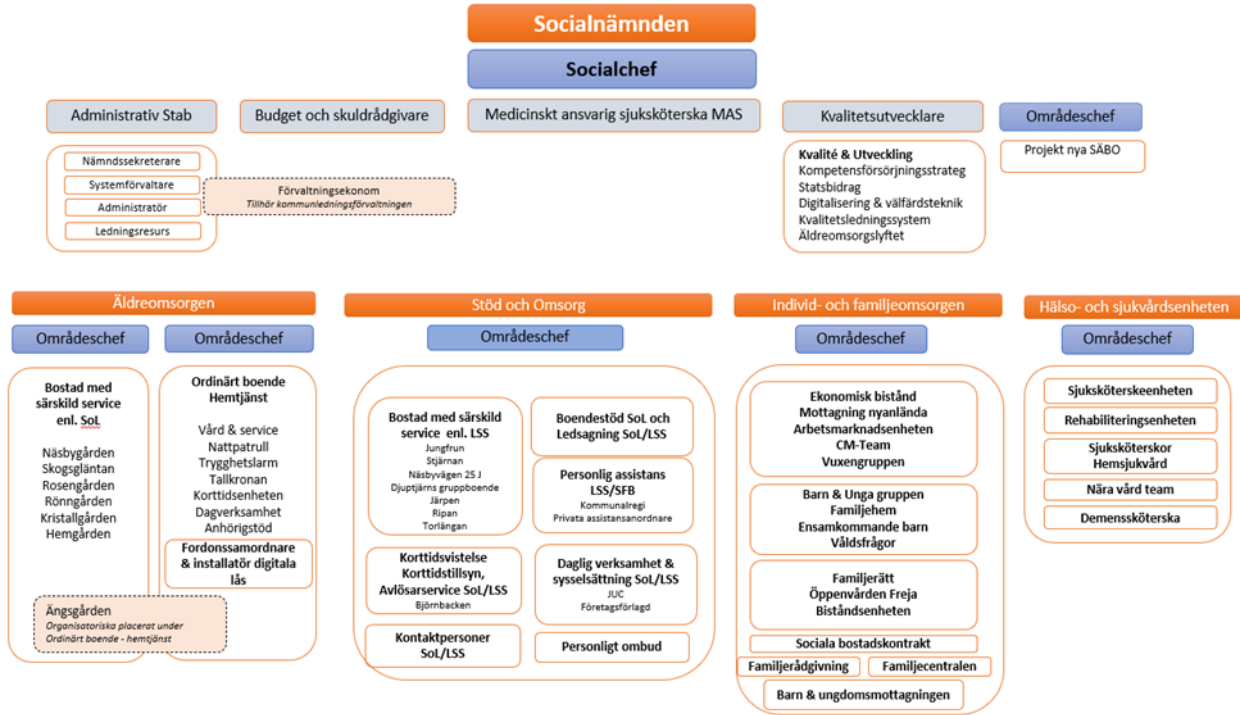 Socialnämnden
Socialchef
Administrativ Stab
Budget och skuldrådgivare
Medicinskt ansvarig sjuksköterska MAS
Kvalitetsutvecklare
Områdeschef
Nämndssekreterare
Systemförvaltare
Administratör
Ledningsresurs
Förvaltningsekonom
Tillhör kommunledningsförvaltningen
Kvalité & Utveckling
Kompetensförsörjningsstrateg
Statsbidrag
Digitalisering & välfärdsteknik
Kvalitetsledningssystem
Äldreomsorgslyftet
Projekt nya SÄBO
Äldreomsorgen
Områdeschef
Bostad med
särskild service
enl. SoL
Näsbygården
Skogsgläntan
Rosengården
Rönngården
Kristallgården
Hemgården
Områdeschef
Ordinärt boende
Hemtjänst
Vård & service
Nattpatrull
Trygghetslarm
Tallkronan
Korttidsenheten
Dagverksamhet
Anhörigstöd
Fordonssamordnare
& installatör digitala
lås
Ängsgården
Organisatoriska placerat under
Ordinärt boende - hemtjänst
Stöd och Omsorg
Områdeschef
Bostad med särskild
service enl. LSS
Jungfrun
Stjärnan
Näsbyvägen 25 J
Djuptjärns gruppboende
Järpen
Ripan
Torlängan
Korttidsvistelse
Korttidstillsyn,
Avlösarservice SoL/LSS
Björnbacken
Kontaktpersoner
SoL/LSS
Boendestöd SoL och
Ledsagning SoL/LSS
Personlig assistans
LSS/SFB
Kommunalregi
Privata assistansanordnare
Daglig verksamhet &
sysselsättning SoL/LSS
JUC
Företagsförlagd
Personligt ombud
Individ- och familjeomsorgen
Områdeschef
Ekonomisk bistånd
Mottagning nyanlända
Arbetsmarknadsenheten
CM-Team
Vuxengruppen
Barn & Unga gruppen
Familjehem
Ensamkommande barn
Våldsfrågor
Familjerätt
Öppenvården Freja
Biståndsenheten
Sociala bostadskontrakt
Familjerådgivning
Familjecentralen
Barn & ungdomsmottagningen
Hälso- och sjukvårdsenheten
Områdeschef
Sjuksköterskeenheten
Rehabiliteringsenheten
Sjuksköterskor
Hemsjukvård
Nära vård team
Demenssköterska